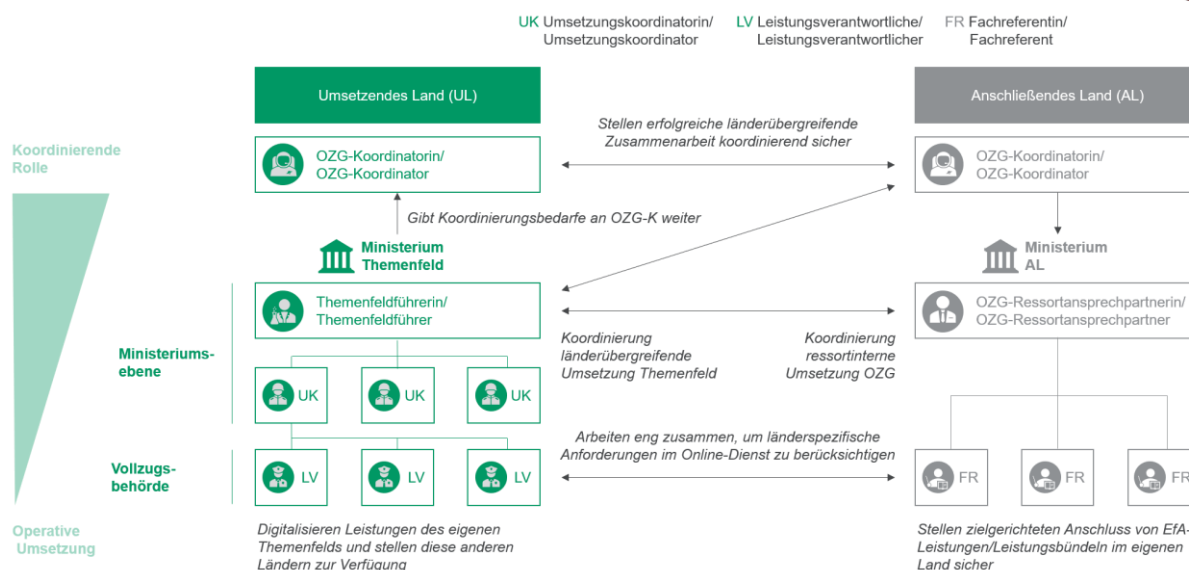 UK Umsetzungskoordinatorin/
Umsetzungskoordinator
LV Leistungsverantwortliche/
Leistungsverantwortlicher
FR Fachreferentin/
Fachreferent
Umsetzendes Land (UL)
Anschließendes Land (AL)
Koordinierende
Rolle
OZG-Koordinatorin/
OZG-Koordinator
Stellen erfolgreiche länderübergreifende
Zusammenarbeit koordinierend sicher
OZG-Koordinatorin/
OZG-Koordinator
Gibt Koordinierungsbedarfe an OZG-K weiter
Ministerium
Themenfeld
Ministerium
AL
Themenfeldführerin/
Themenfeldführer
OZG-Ressortansprechpartnerin/
OZG-Ressortansprechpartner
Ministeriums-
ebene
Koordinierung
länderübergreifende
Umsetzung Themenfeld
Koordinierung
ressortinterne
Umsetzung OZG
UK
UK
UK
Arbeiten eng zusammen, um länderspezifische
Anforderungen im Online-Dienst zu berücksichtigen
Vollzugs-
behörde
LV
LV
LV
FR
FR
FR
Operative
Umsetzung
Digitalisieren Leistungen des eigenen
Themenfelds und stellen diese anderen
Ländern zur Verfügung
Stellen zielgerichteten Anschluss von EfA-
Leistungen/Leistungsbündeln im eigenen
Land sicher